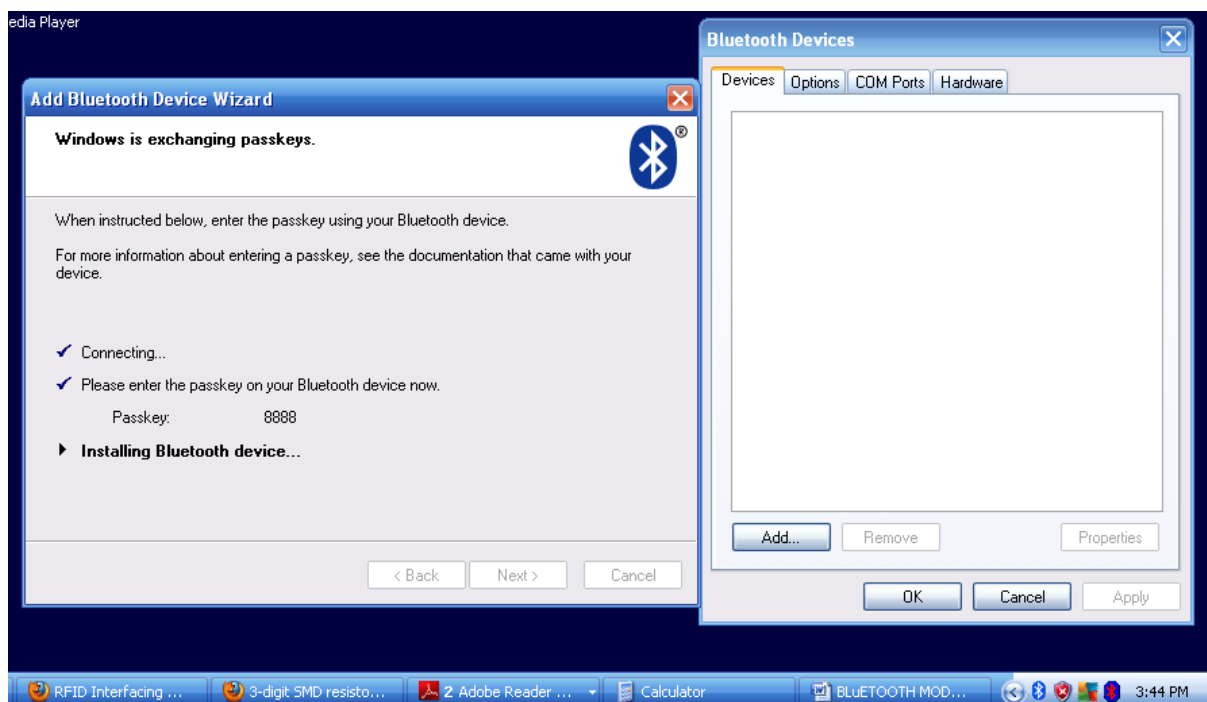 edia Player
Add Bluetooth Device Wizard
Windows is exchanging passkeys.
®
When instructed below, enter the passkey using your Bluetooth device.
For more information about entering a passkey, see the documentation that came with your
device.
Connecting...
Please enter the passkey on your Bluetooth device now.
Passkey: 8888
Installing Bluetooth device...
< Back Next > Cancel
Bluetooth Devices
Devices Options COM Ports Hardware
Add... Remove Properties
OK Cancel Apply
RFID Interfacing ... 3-digit SMD resisto... 2 Adobe Reader ... Calculator BLuETOOTH MOD... 3:44 PM